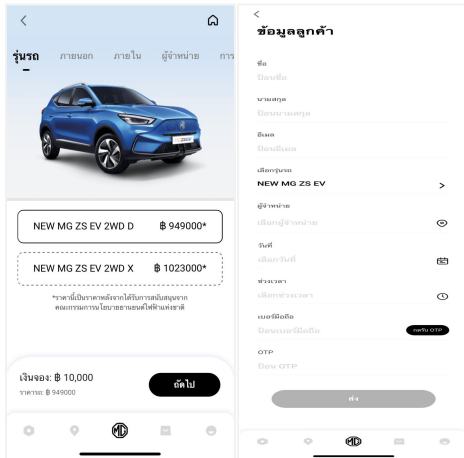 รุ่นรถ ภายนอก ภายใน ผู้จำหน่าย การ
NEW MG ZS EV 2WD D ฿ 949000*
NEW MG ZS EV 2WD X ฿ 1023000*
*ราคานี้เป็นราคาหลังจากได้รับการสนับสนุนจาก
คณะกรรมการนโยบายยานยนต์ไฟฟ้าแห่งชาติ
เงินจอง: ฿ 10,000
ราคารถ: ฿ 949000
ถัดไป
MG
ข้อมูลลูกค้า
ชื่อ
ป้อนชื่อ
นามสกุล
ป้อนนามสกุล
อีเมล
ป้อนอีเมล
เลือกรุ่นรถ
NEW MG ZS EV
ผู้จำหน่าย
เลือกผู้จำหน่าย
วันที่
เลือกวันที่
ช่วงเวลา
เลือกช่วงเวลา
เบอร์มือถือ
ป้อนเบอร์มือถือ
กดรับ OTP
OTP
ป้อน OTP
ส่ง
MG